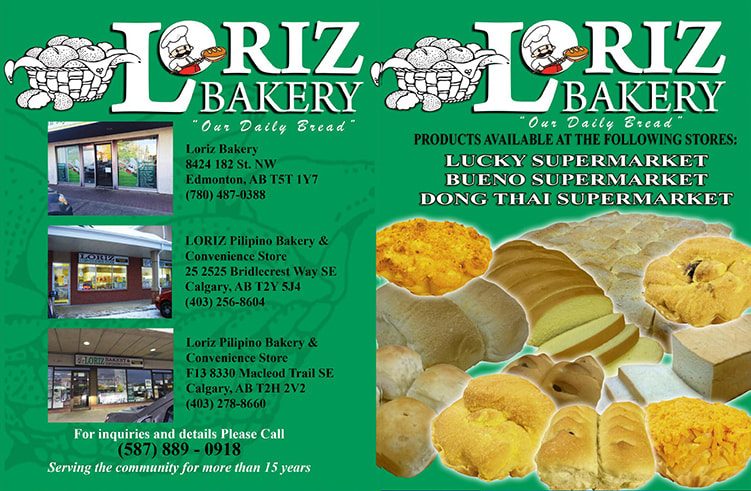 LORIZ
BAKERY
"Our Daily Bread"
Loriz Bakery
8424 182 St. NW
Edmonton, AB T5T 1Y7
(780) 487-0388
LORIZ
LORIZ Pilipino Bakery &
Convenience Store
25 2525 Bridlecrest Way SE
Calgary, AB T2Y 5J4
(403) 256-8604
LORIZ BAKERY &
Loriz Pilipino Bakery &
Convenience Store
F13 8330 Macleod Trail SE
Calgary, AB T2H 2V2
(403) 278-8660
For inquiries and details Please Call
(587) 889 - 0918
Serving the community for more than 15 years
LORIZ
BAKERY
"Our Daily Bread"
PRODUCTS AVAILABLE AT THE FOLLOWING STORES:
LUCKY SUPERMARKET
BUENO SUPERMARKET
DONG THAI SUPERMARKET